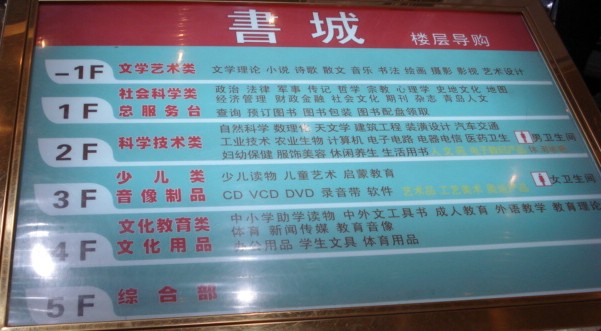 書城 楼层导购
-1F 文学艺术类 文学理论 小说 诗歌 散文 音乐 书法 绘画 摄影 影视 艺术设计
社会科学类 政治 法律 军事 传记 哲学 宗教 心理学 史地文化 地图
1F 总服务台 经济管理 财政金融 社会文化 期刊 杂志 青岛人文
查询 预订图书 图书包装 图书配盘领取
自然科学 数理化 天文学 建筑工程 装潢设计 汽车交通
2F 科学技术类 工业技术 农业生物 计算机 电子电路 电器电信 医药卫生 男卫生间
妇幼保健 服饰美容 休闲养生 生活用书
少儿类 少儿读物 儿童艺术 启蒙教育 女卫生间
3F 音像制品 CD VCD DVD 录音带 软件
文化教育类 中小学助学读物 中外文工具书 成人教育 外语教学 教育理论
体育 新闻传媒 教育音像
4F 文化用品 办公用品 学生文具 体育用品
5F 综合部